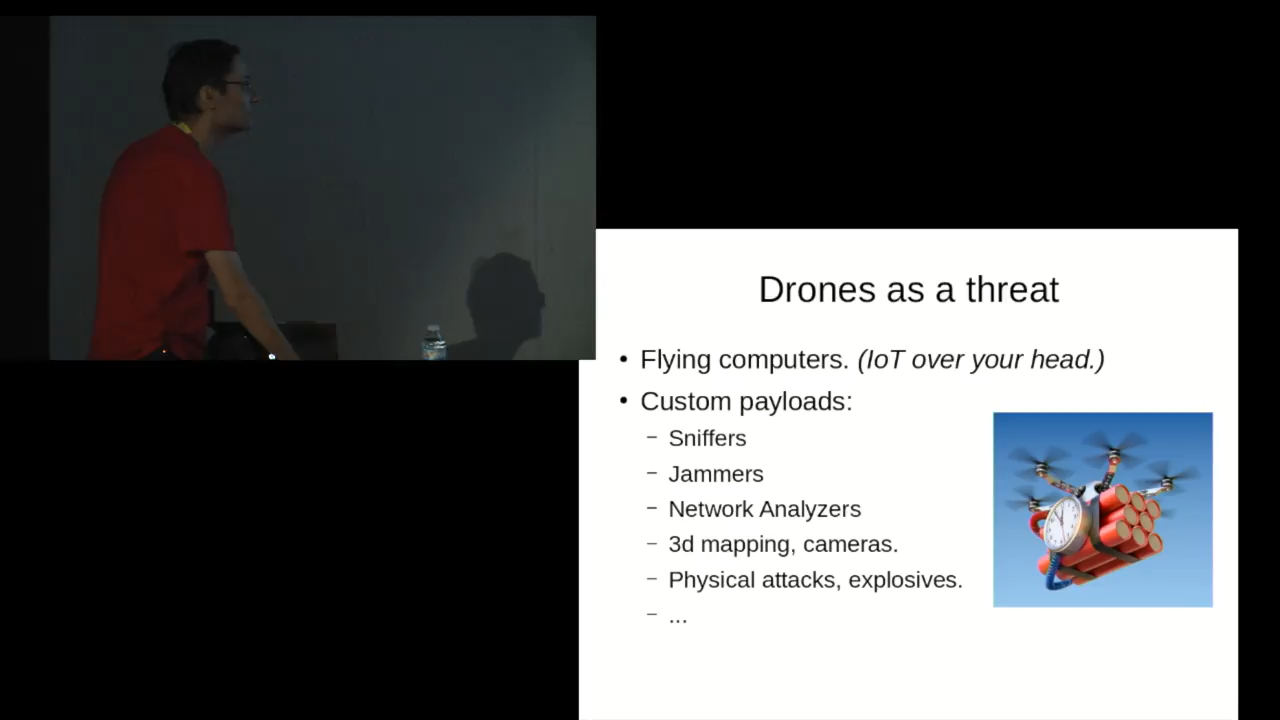 Drones as a threat
• Flying computers. (IoT over your head.)
• Custom payloads:
– Sniffers
– Jammers
– Network Analyzers
– 3d mapping, cameras.
– Physical attacks, explosives.
– ...